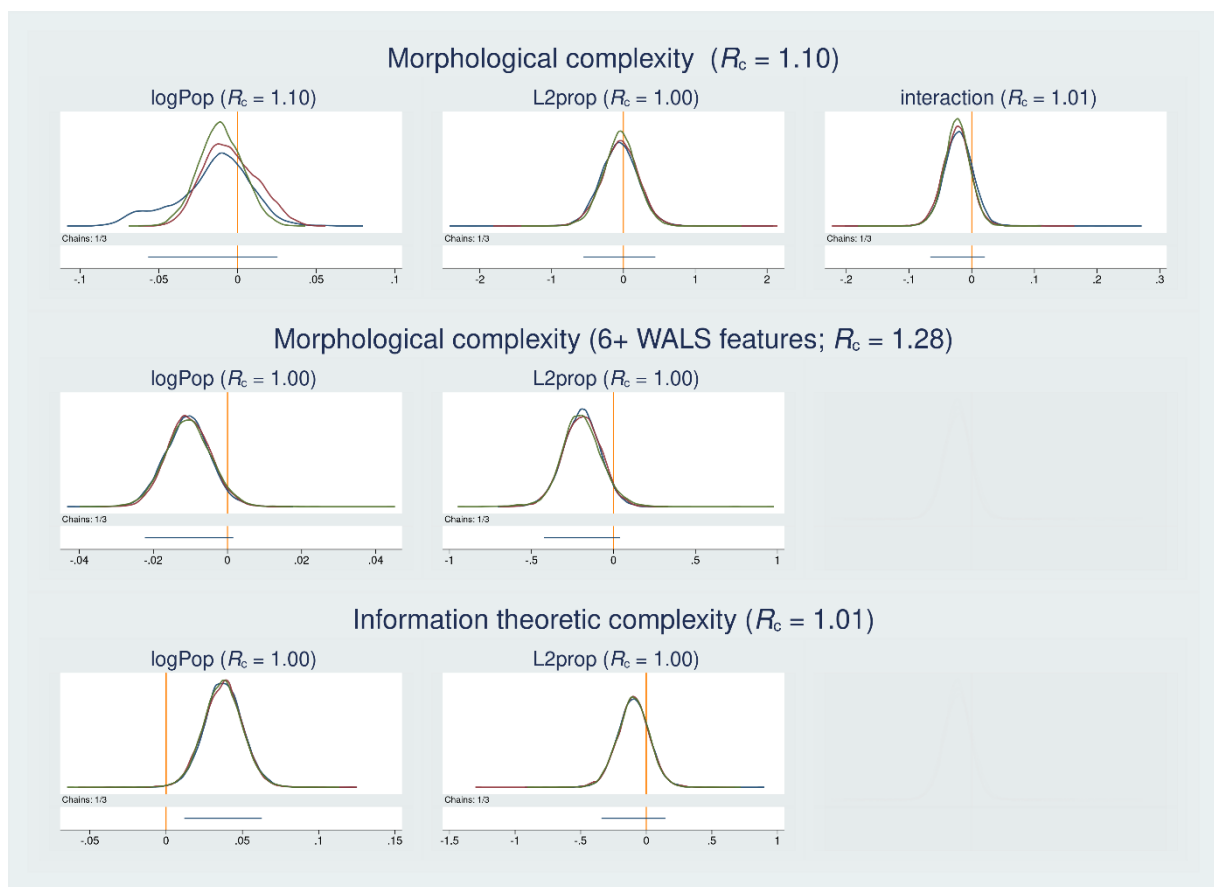 Morphological complexity (Rc = 1.10)
logPop (Rc = 1.10)
L2prop (Rc = 1.00)
interaction (Rc = 1.01)
Chains: 1/3
Chains: 1/3
Chains: 1/3
-.1 -.05 0 .05 .1
-2 -1 0 1 2
-.2 -.1 0 .1 .2 .3
Morphological complexity (6+ WALS features; Rc = 1.28)
logPop (Rc = 1.00)
L2prop (Rc = 1.00)
Chains: 1/3
Chains: 1/3
-.04 -.02 0 .02 .04
-1 -.5 0 .5 1
Information theoretic complexity (Rc = 1.01)
logPop (Rc = 1.00)
L2prop (Rc = 1.00)
Chains: 1/3
Chains: 1/3
-.05 0 .05 .1 .15
-1.5 -1 -.5 0 .5 1